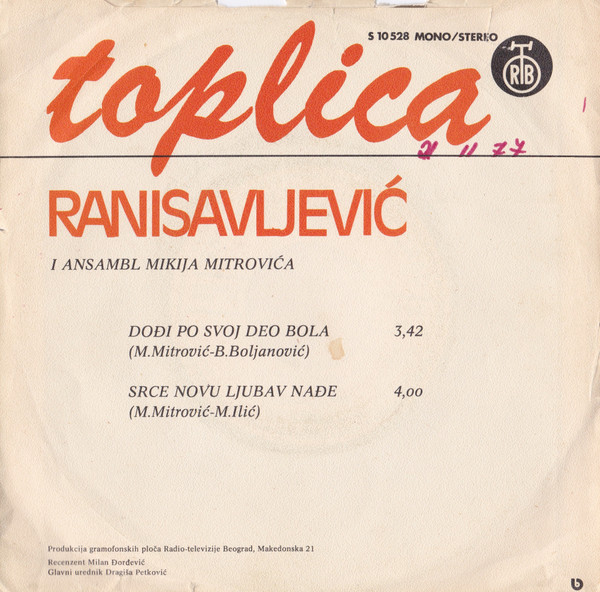 S 10528 MONO/STEREO
RTB
toplica
21 11 77
RANISAVLJEVIĆ
I ANSAMBL MIKIJA MITROVIĆA
DOĐI PO SVOJ DEO BOLA 3,42
(M.Mitrović-B.Boljanović)
SRCE NOVU LJUBAV NAĐE 4,00
(M.Mitrović-M.Ilić)
Produkcija gramofonskih ploča Radio-televizije Beograd, Makedonska 21
Recenzent Milan Đorđević
Glavni urednik Dragiša Petković
b